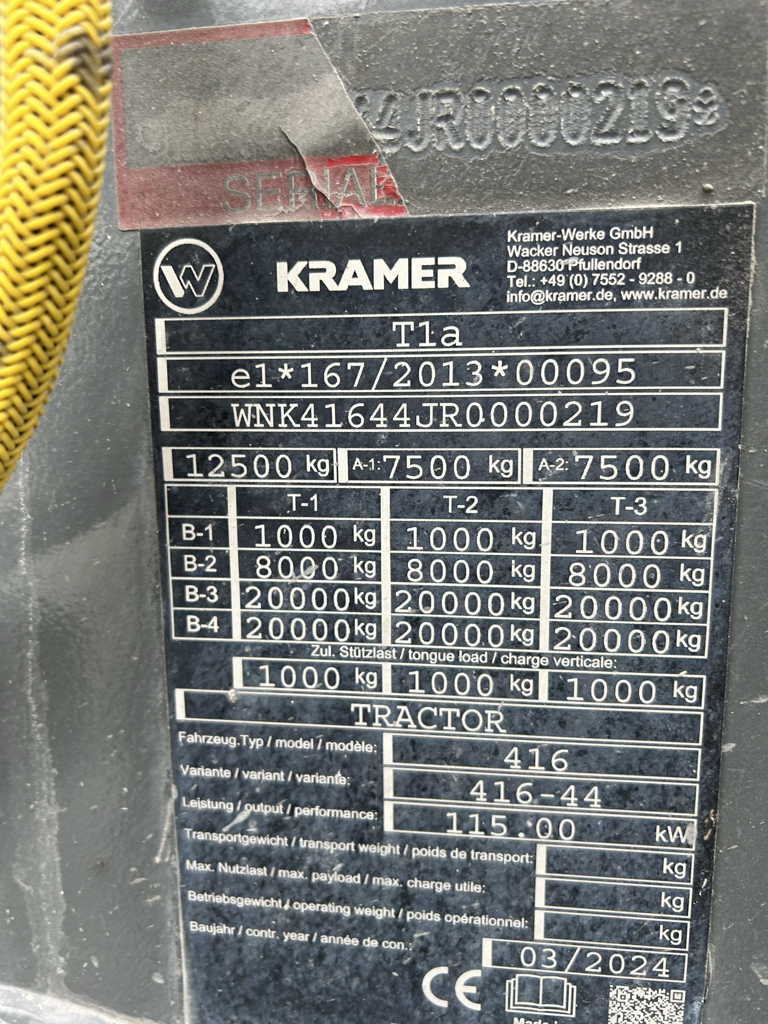 44JR0000219
SERIAL
W KRAMER
Kramer-Werke GmbH
Wacker Neuson Strasse 1
D-88630 Pfullendorf
Tel.: +49 (0) 7552 - 9288 - 0
info@kramer.de, www.kramer.de
T1a
e1*167/2013*00095
WNK41644JR0000219
12500 kg A-1: 7500 kg A-2: 7500 kg
T-1 T-2 T-3
B-1 1000 kg 1000 kg 1000 kg
B-2 8000 kg 8000 kg 8000 kg
B-3 20000 kg 20000 kg 20000 kg
B-4 20000 kg 20000 kg 20000 kg
Zul. Stützlast / tongue load / charge verticale:
1000 kg 1000 kg 1000 kg
TRACTOR
Fahrzeug.Typ / model / modèle: 416
Variante / variant / variante: 416-44
Leistung / output / performance: 115.00 kW
Transportgewicht / transport weight / poids de transport: kg
Max. Nutzlast / max. payload / max. charge utile: kg
Betriebsgewicht / operating weight / poids opérationnel: kg
Baujahr / contr. year / année de con.: 03/2024
CE